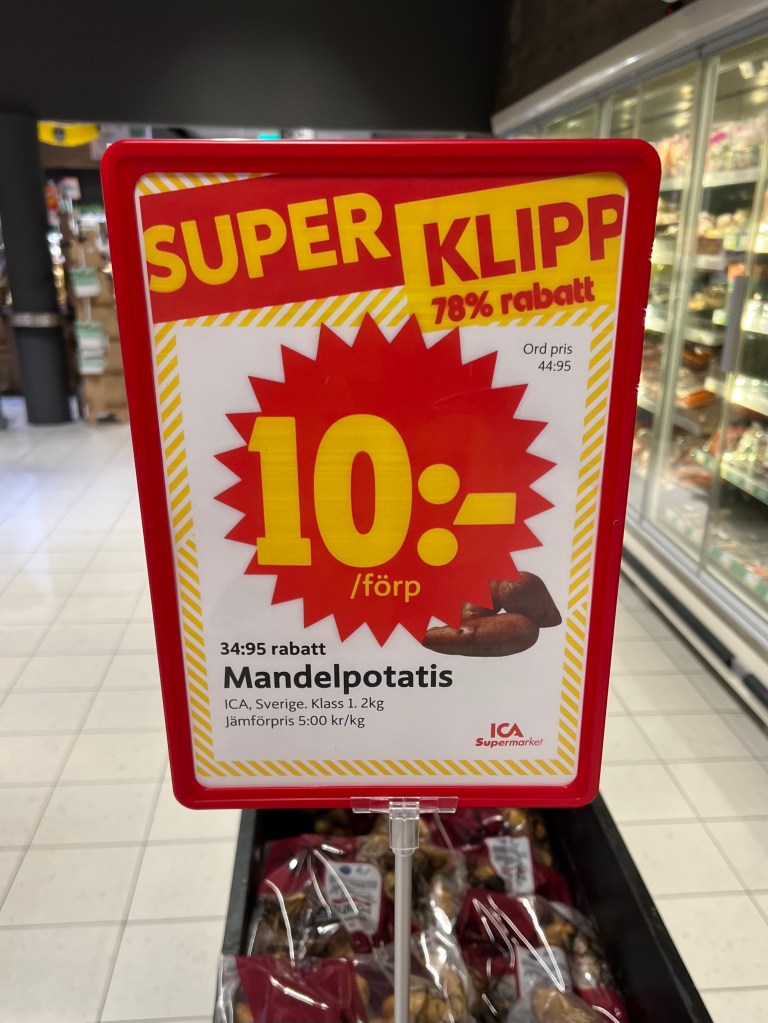 SUPER KLIPP
78% rabatt
Ord pris
44:95
10:-
/förp
34:95 rabatt
Mandelpotatis
ICA, Sverige. Klass 1. 2kg
Jämförpris 5:00 kr/kg
ICA
Supermarket